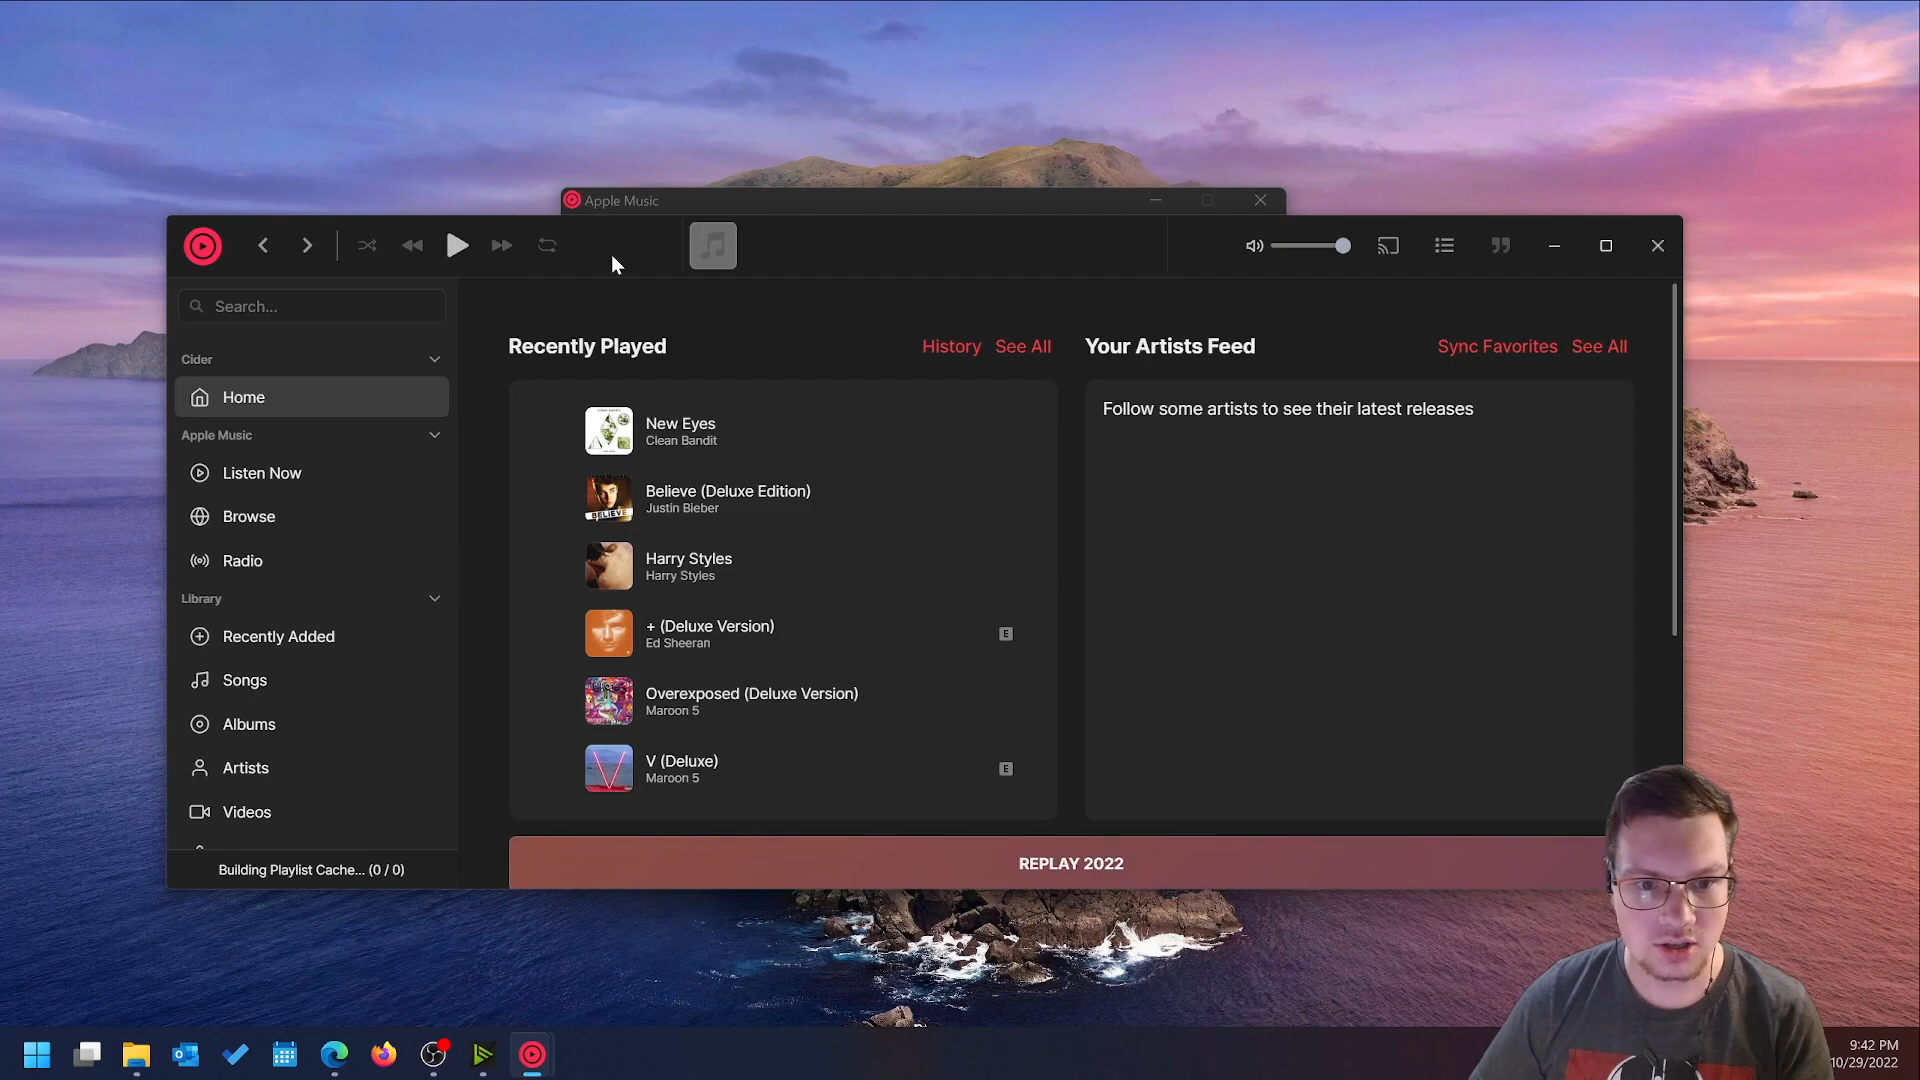 Apple Music
Search...
Cider
Home
Apple Music
Listen Now
Browse
Radio
Library
Recently Added
Songs
Albums
Artists
Videos
Building Playlist Cache... (0 / 0)
Recently Played
History
See All
New Eyes
Clean Bandit
Believe (Deluxe Edition)
Justin Bieber
BELIEVE
Harry Styles
Harry Styles
+ (Deluxe Version)
Ed Sheeran
E
Overexposed (Deluxe Version)
Maroon 5
V (Deluxe)
Maroon 5
E
Your Artists Feed
Sync Favorites
See All
Follow some artists to see their latest releases
REPLAY 2022
9:42 PM
10/29/2022